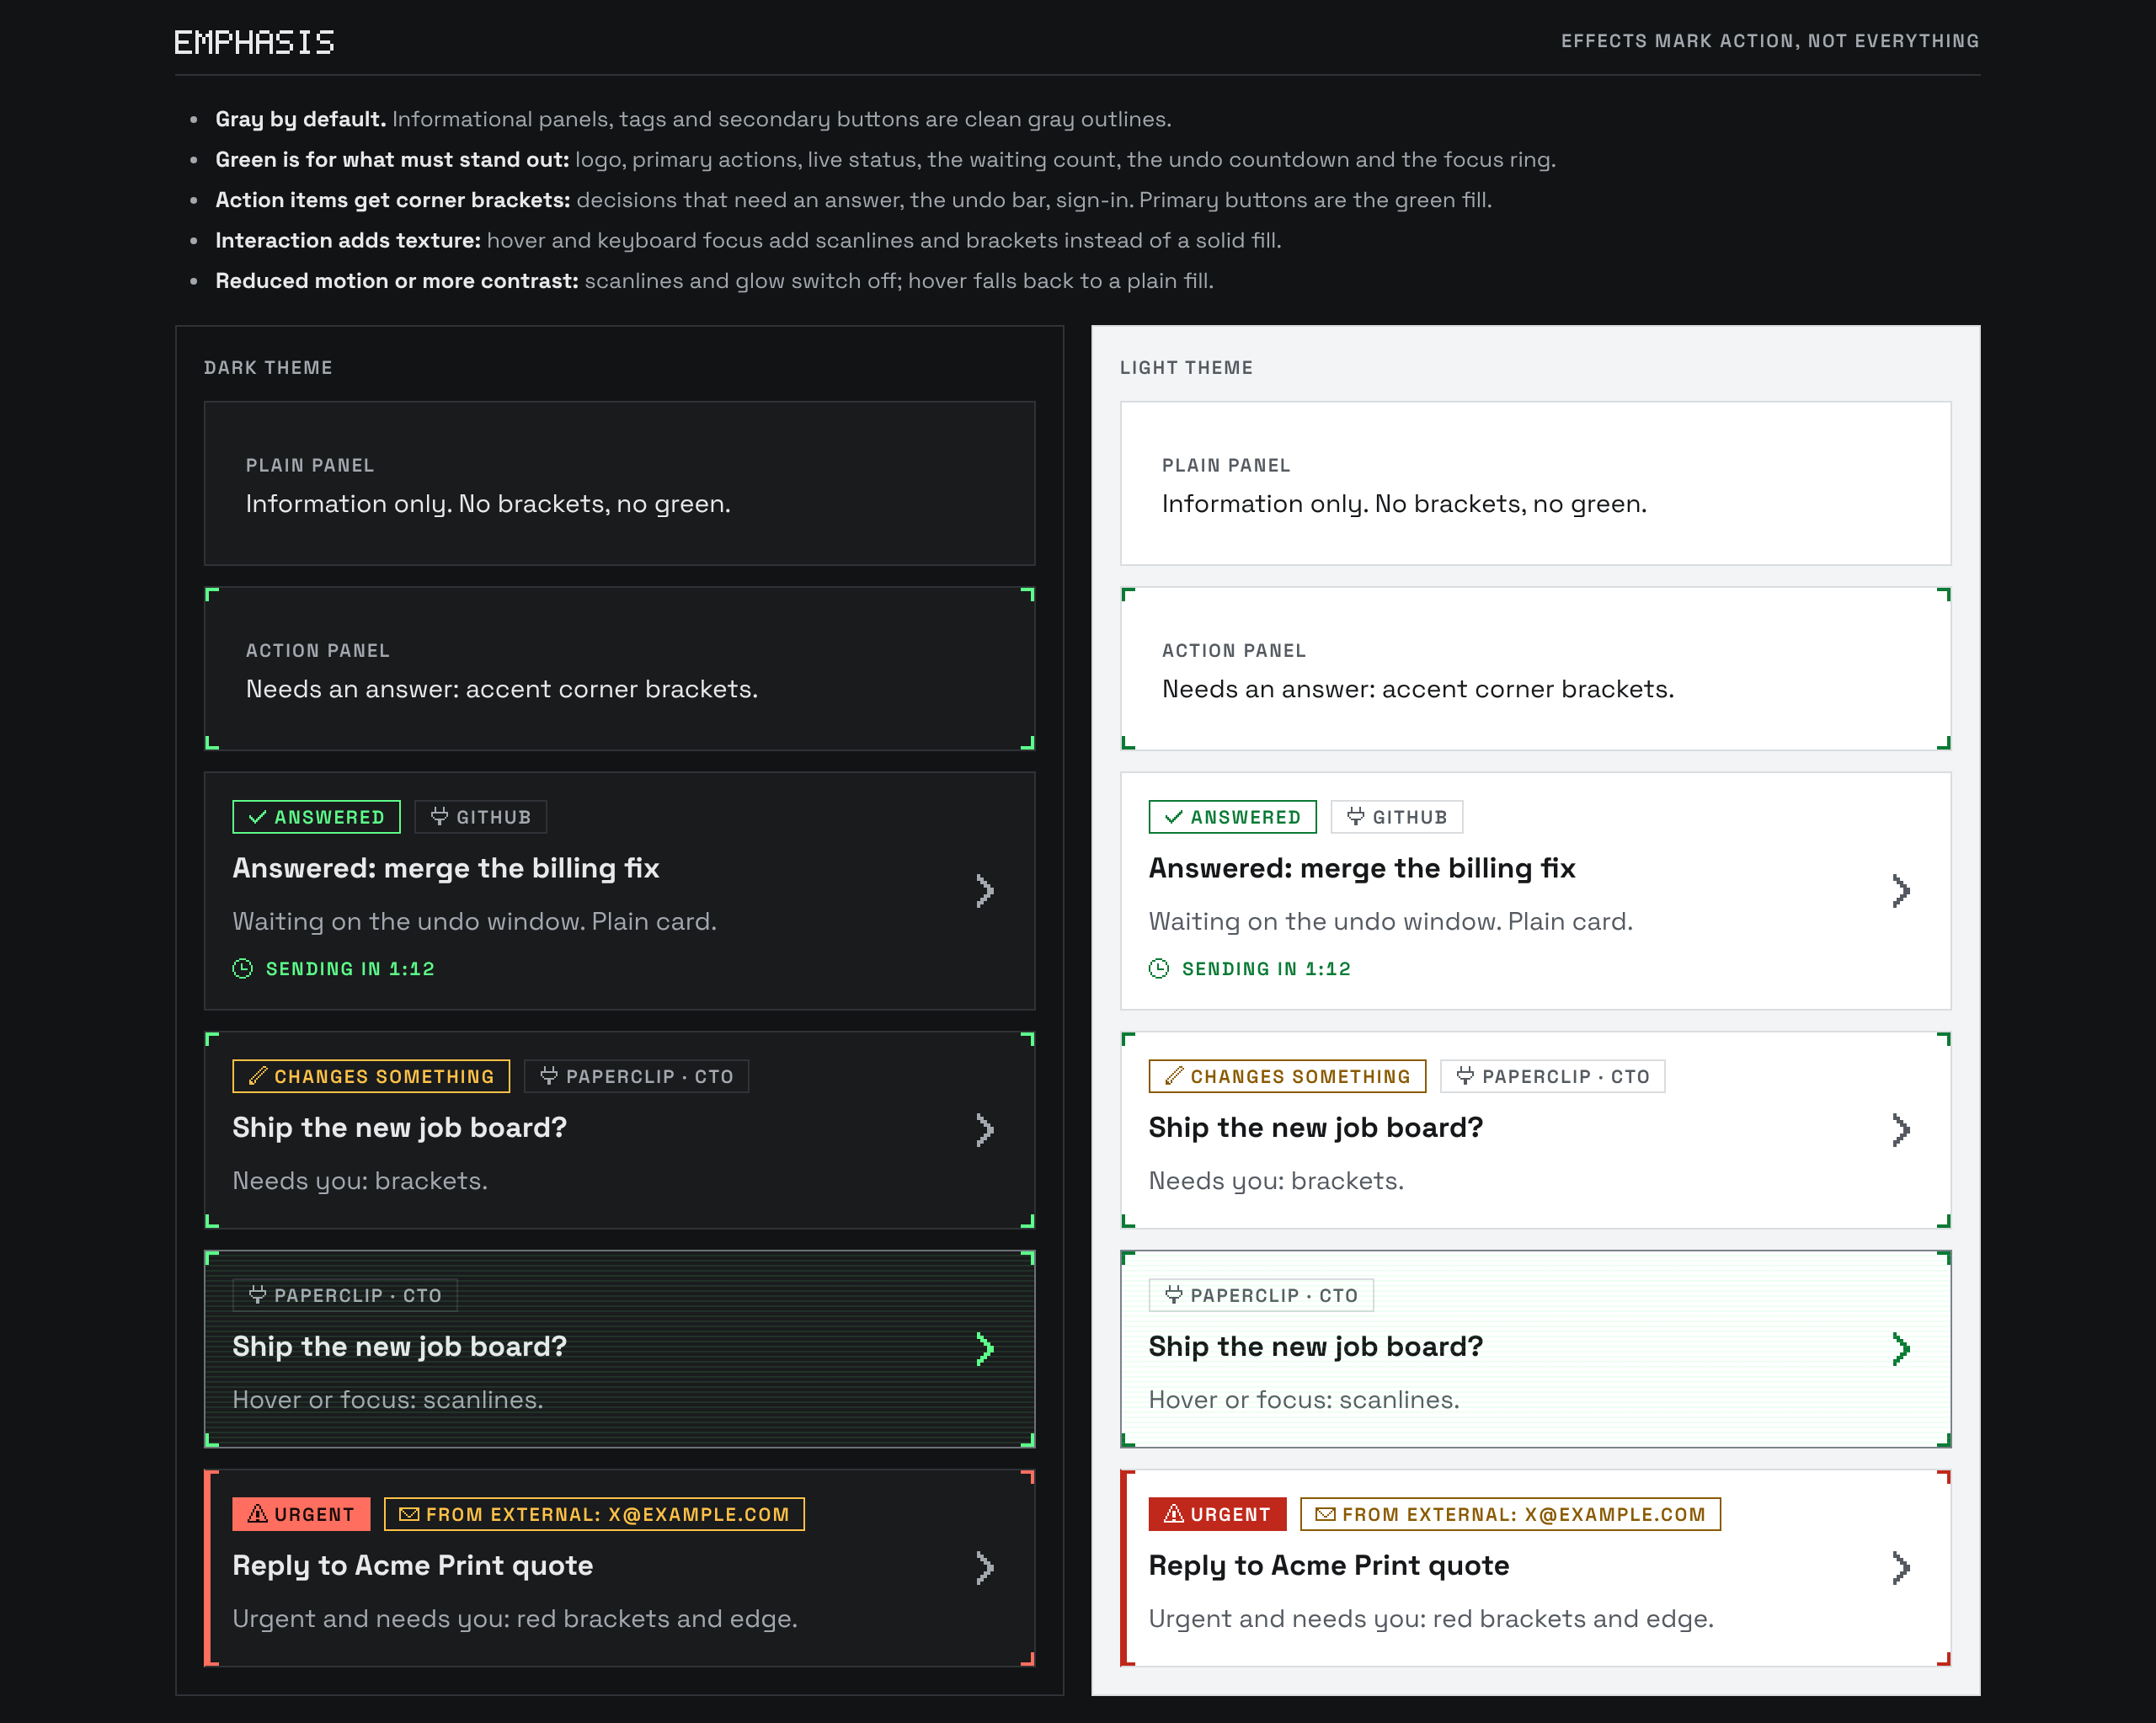 EMPHASIS
EFFECTS MARK ACTION, NOT EVERYTHING
Gray by default. Informational panels, tags and secondary buttons are clean gray outlines.
Green is for what must stand out: logo, primary actions, live status, the waiting count, the undo countdown and the focus ring.
Action items get corner brackets: decisions that need an answer, the undo bar, sign-in. Primary buttons are the green fill.
Interaction adds texture: hover and keyboard focus add scanlines and brackets instead of a solid fill.
Reduced motion or more contrast: scanlines and glow switch off; hover falls back to a plain fill.
DARK THEME
PLAIN PANEL
Information only. No brackets, no green.
ACTION PANEL
Needs an answer: accent corner brackets.
ANSWERED
GITHUB
Answered: merge the billing fix
Waiting on the undo window. Plain card.
SENDING IN 1:12
CHANGES SOMETHING
PAPERCLIP · CTO
Ship the new job board?
Needs you: brackets.
PAPERCLIP · CTO
Ship the new job board?
Hover or focus: scanlines.
URGENT
FROM EXTERNAL: X@EXAMPLE.COM
Reply to Acme Print quote
Urgent and needs you: red brackets and edge.
LIGHT THEME
PLAIN PANEL
Information only. No brackets, no green.
ACTION PANEL
Needs an answer: accent corner brackets.
ANSWERED
GITHUB
Answered: merge the billing fix
Waiting on the undo window. Plain card.
SENDING IN 1:12
CHANGES SOMETHING
PAPERCLIP · CTO
Ship the new job board?
Needs you: brackets.
PAPERCLIP · CTO
Ship the new job board?
Hover or focus: scanlines.
URGENT
FROM EXTERNAL: X@EXAMPLE.COM
Reply to Acme Print quote
Urgent and needs you: red brackets and edge.